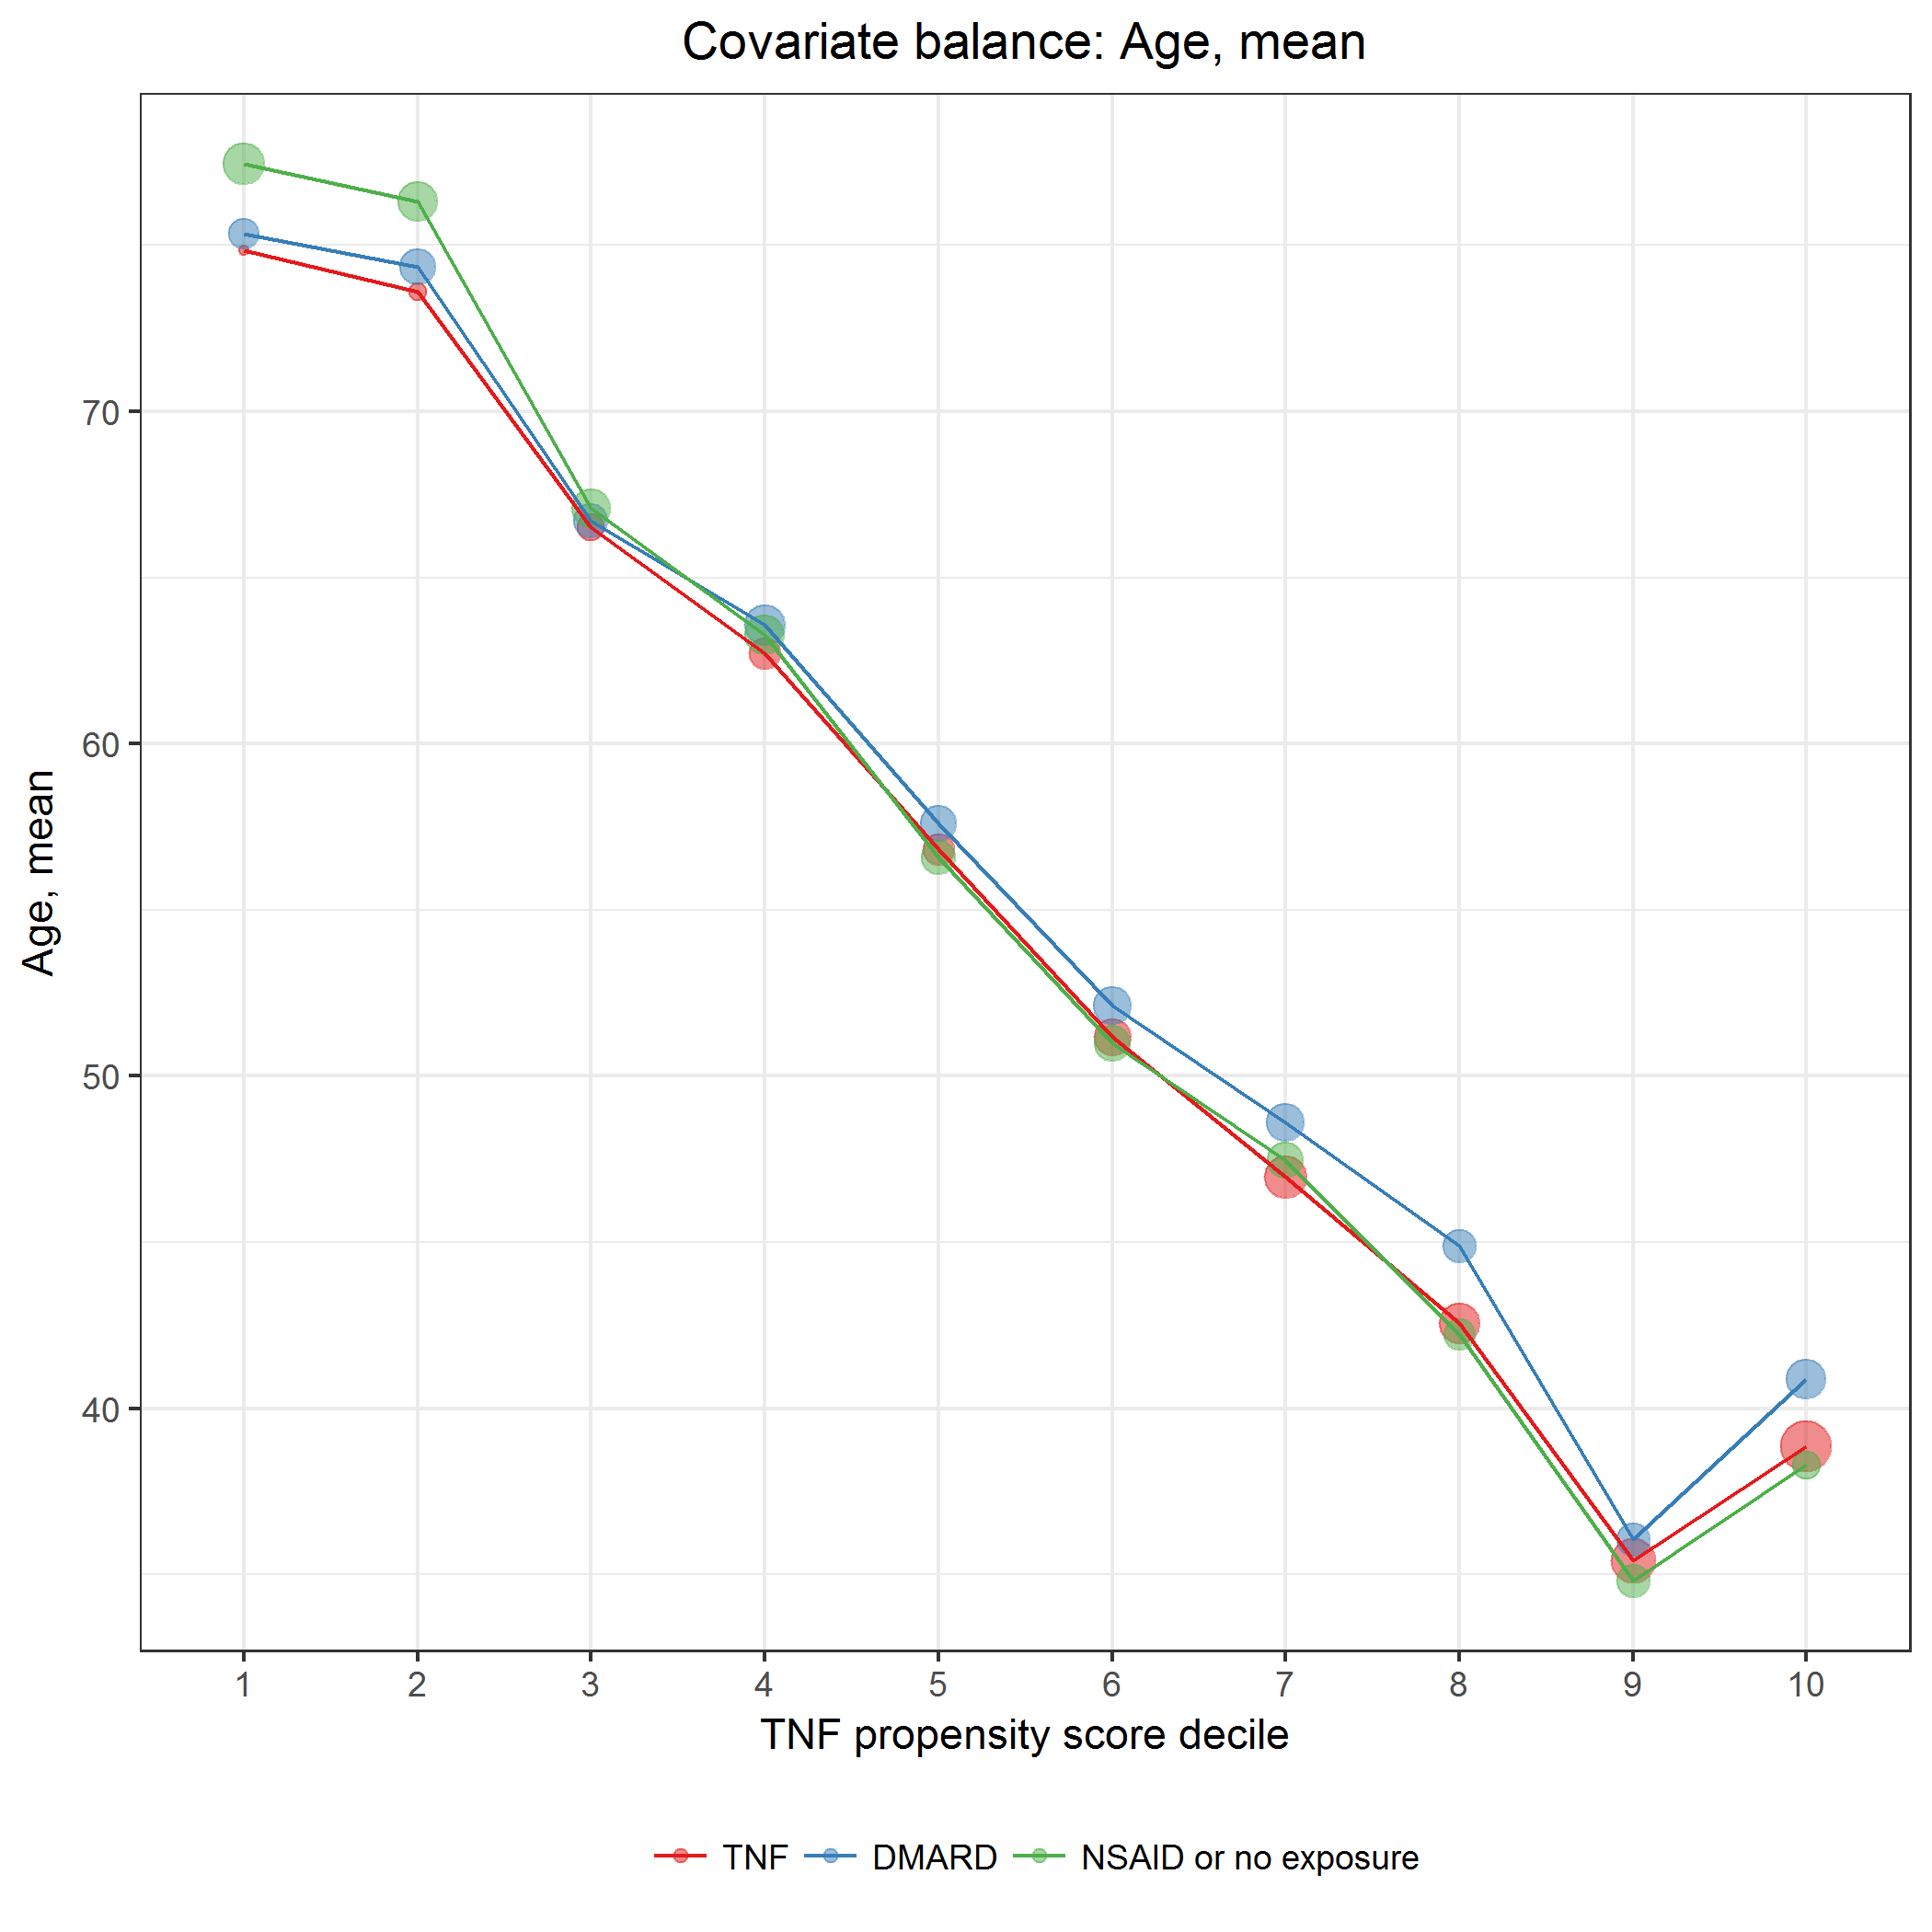 Covariate balance: Age, mean
Age, mean
70
60
50
40
1 2 3 4 5 6 7 8 9 10
TNF propensity score decile
TNF DMARD NSAID or no exposure